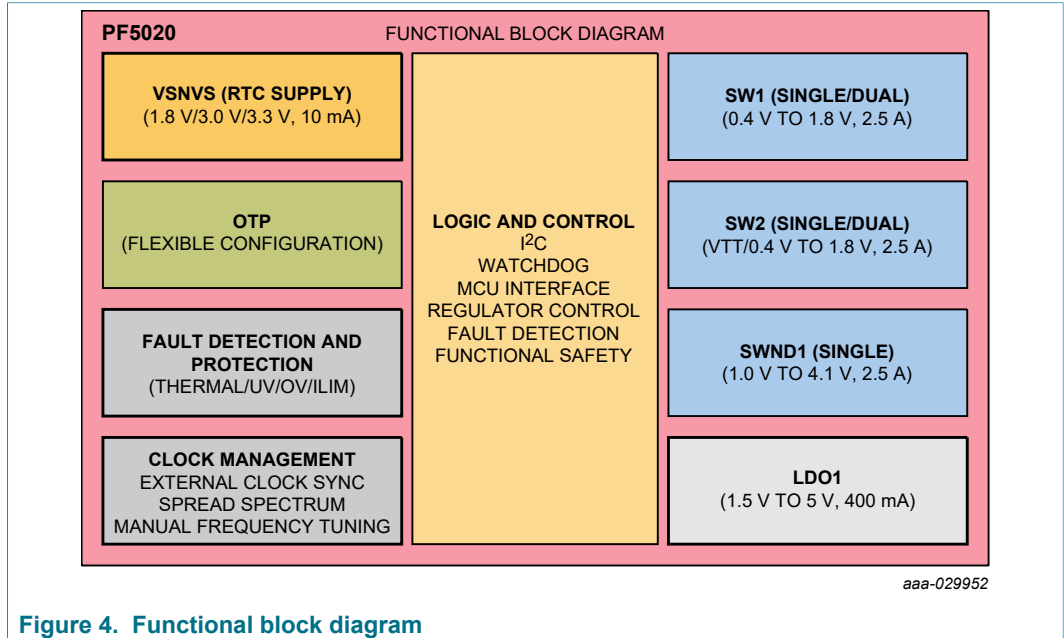 PF5020
FUNCTIONAL BLOCK DIAGRAM
VSNVS (RTC SUPPLY)
(1.8 V/3.0 V/3.3 V, 10 mA)
OTP
(FLEXIBLE CONFIGURATION)
FAULT DETECTION AND
PROTECTION
(THERMAL/UV/OV/ILIM)
CLOCK MANAGEMENT
EXTERNAL CLOCK SYNC
SPREAD SPECTRUM
MANUAL FREQUENCY TUNING
LOGIC AND CONTROL
I2C
WATCHDOG
MCU INTERFACE
REGULATOR CONTROL
FAULT DETECTION
FUNCTIONAL SAFETY
SW1 (SINGLE/DUAL)
(0.4 V TO 1.8 V, 2.5 A)
SW2 (SINGLE/DUAL)
(VTT/0.4 V TO 1.8 V, 2.5 A)
SWND1 (SINGLE)
(1.0 V TO 4.1 V, 2.5 A)
LDO1
(1.5 V TO 5 V, 400 mA)
aaa-029952
Figure 4. Functional block diagram